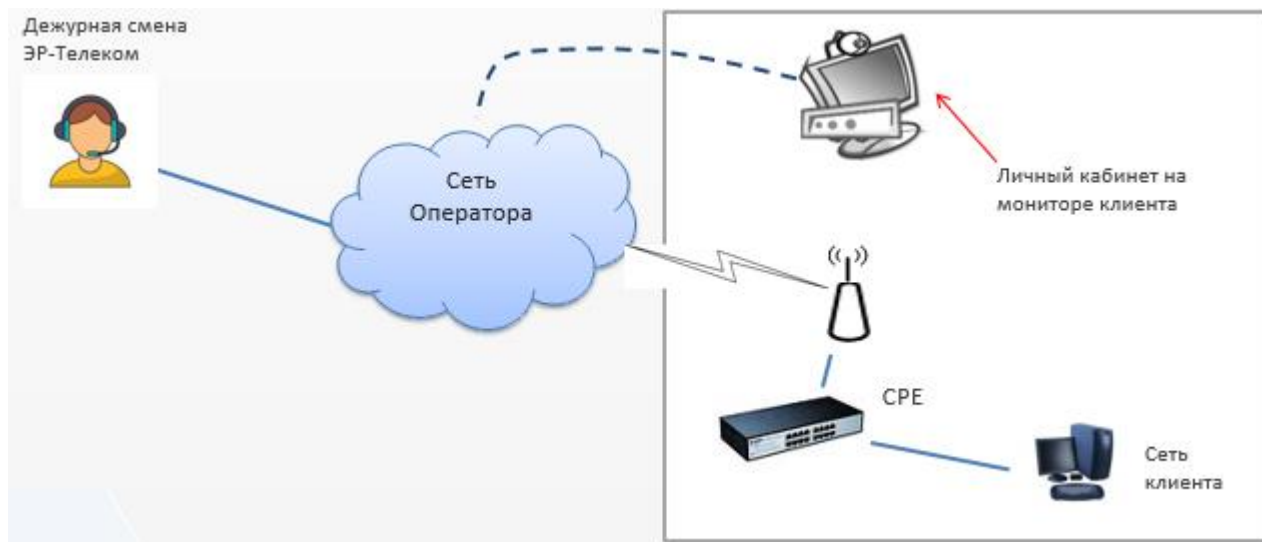 Дежурная смена
ЭР-Телеком
Сеть
Оператора
Личный кабинет на
мониторе клиента
CPE
Сеть
клиента